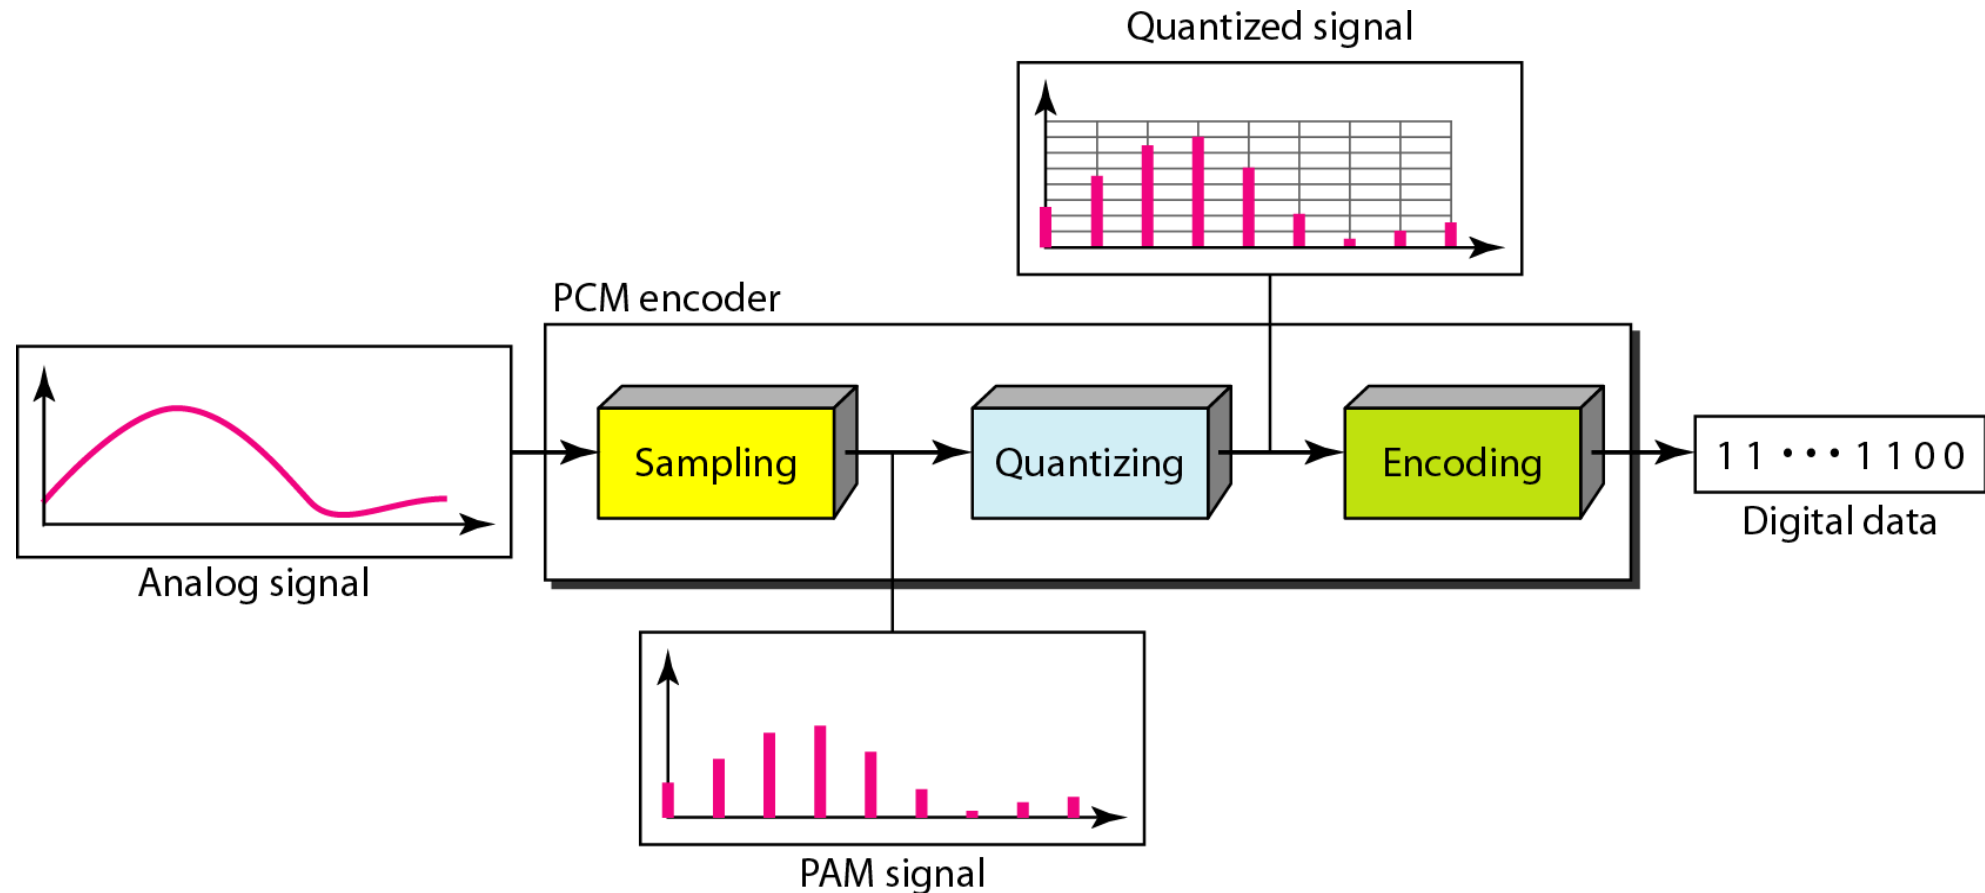 Quantized signal
PCM encoder
Sampling
Quantizing
Encoding
1 1 • • • 1 1 0 0
Digital data
Analog signal
PAM signal